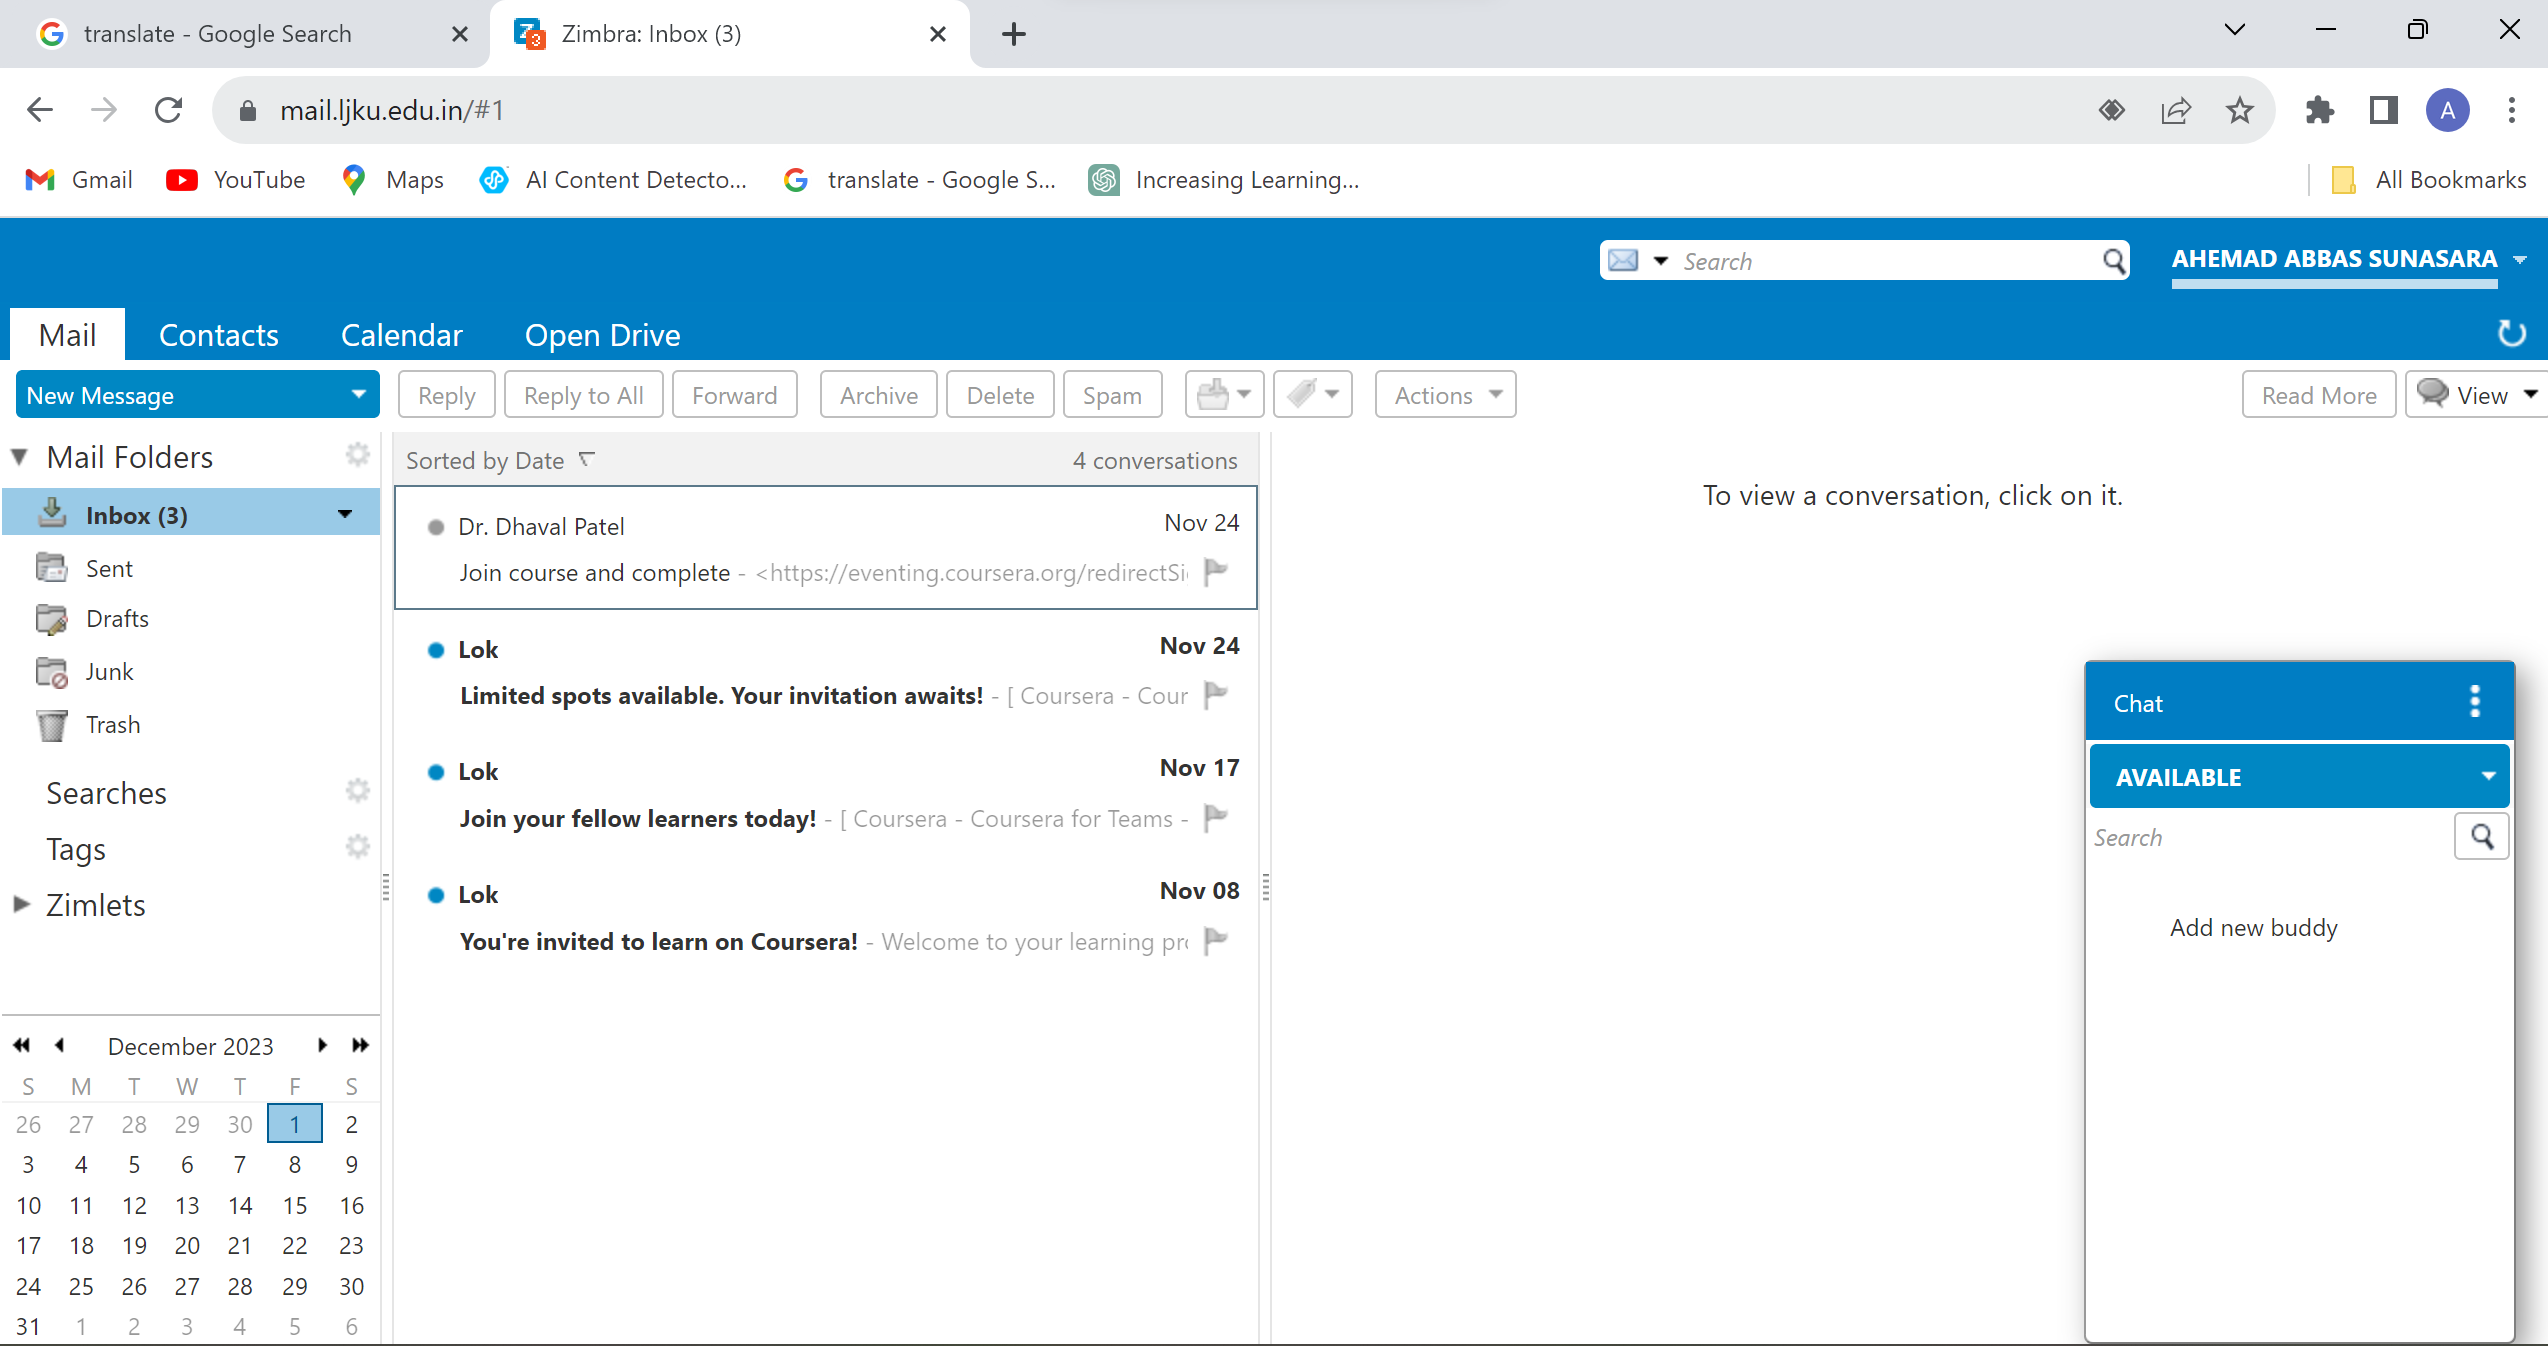 translate - Google Search
Zimbra: Inbox (3)
mail.ljku.edu.in/#1
A
Gmail
YouTube
Maps
AI Content Detecto...
translate - Google S...
Increasing Learning...
All Bookmarks
Search
AHEMAD ABBAS SUNASARA
Mail
Contacts
Calendar
Open Drive
New Message
Reply
Reply to All
Forward
Archive
Delete
Spam
Actions
Read More
View
Mail Folders
Inbox (3)
Sent
Drafts
Junk
Trash
Searches
Tags
Zimlets
December 2023
S M T W T F S
26 27 28 29 30 1 2
3 4 5 6 7 8 9
10 11 12 13 14 15 16
17 18 19 20 21 22 23
24 25 26 27 28 29 30
31 1 2 3 4 5 6
Sorted by Date
4 conversations
Dr. Dhaval Patel
Nov 24
Join course and complete - <https://eventing.coursera.org/redirectSi
Lok
Nov 24
Limited spots available. Your invitation awaits! - [ Coursera - Cour
Lok
Nov 17
Join your fellow learners today! - [ Coursera - Coursera for Teams -
Lok
Nov 08
You're invited to learn on Coursera! - Welcome to your learning pro
To view a conversation, click on it.
Chat
AVAILABLE
Search
Add new buddy